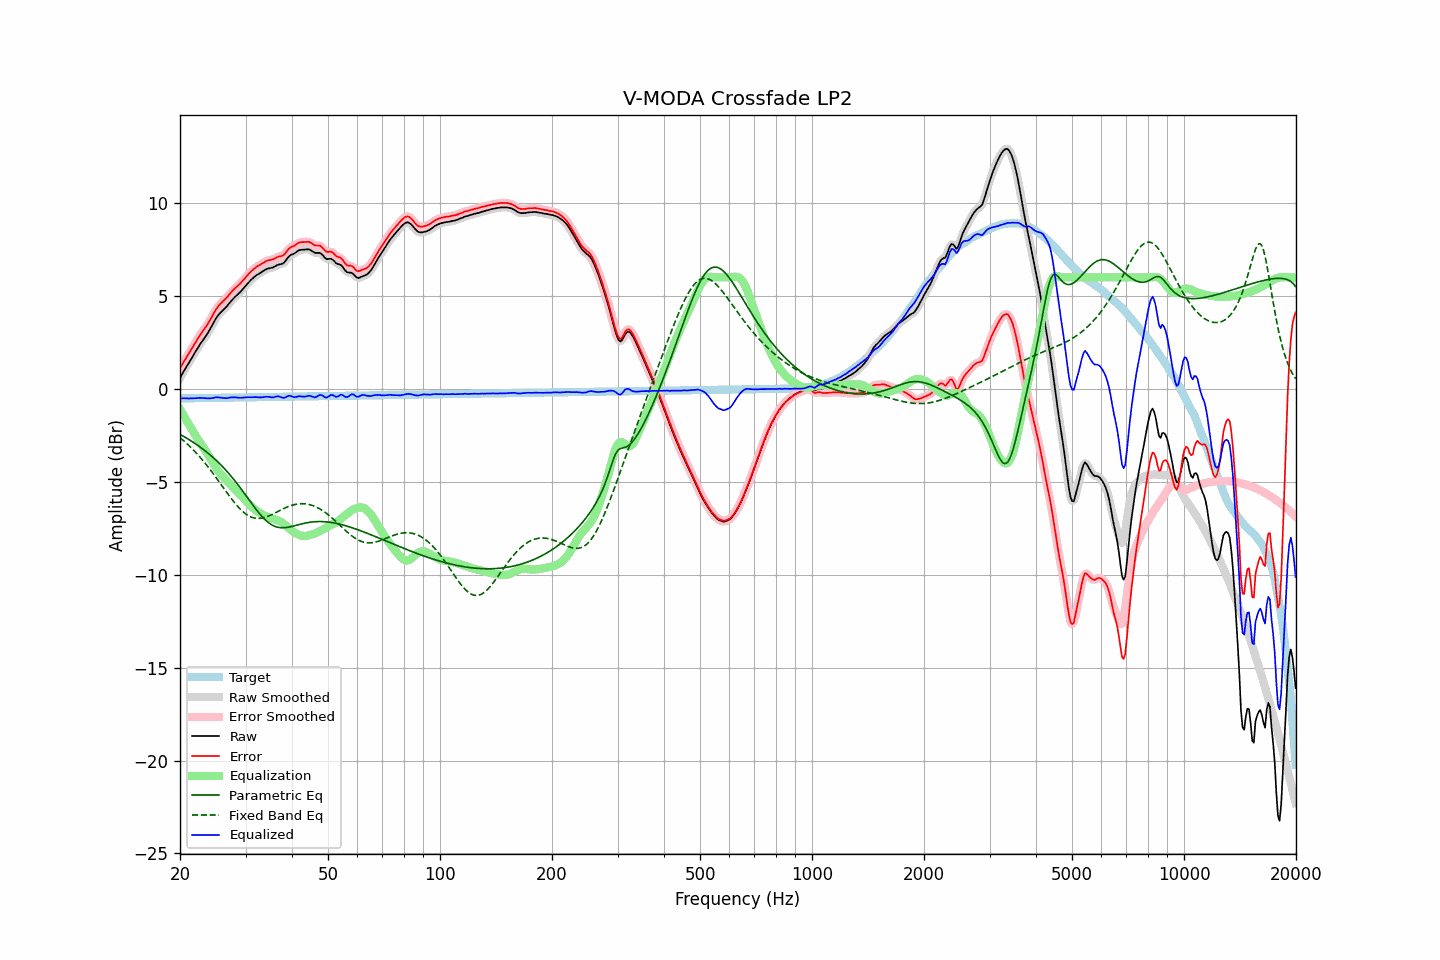 V-MODA Crossfade LP2
Amplitude (dBr)
10
5
0
−5
−10
−15
−20
−25
Target
Raw Smoothed
Error Smoothed
Raw
Error
Equalization
Parametric Eq
Fixed Band Eq
Equalized
20 50 100 200 500 1000 2000 5000 10000 20000
Frequency (Hz)